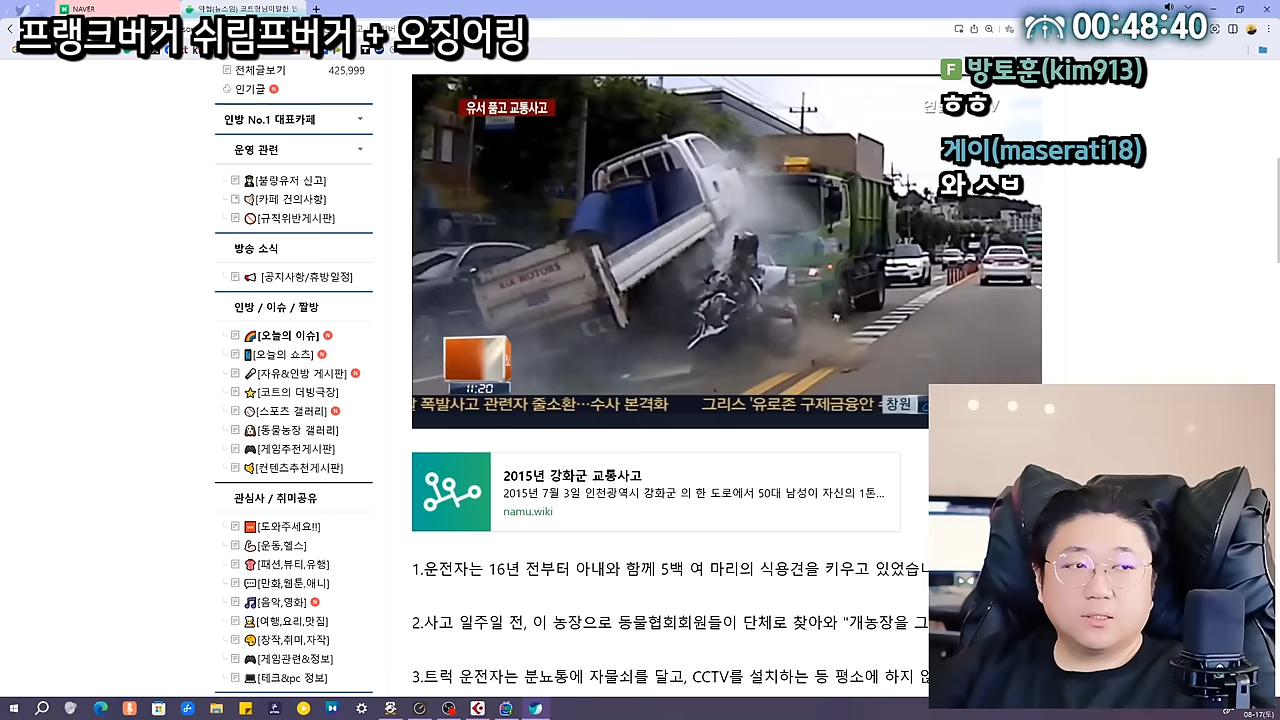 NAVER
프랭크버거 쉬림프버거 + 오징어링
00:48:40
전체글보기 425,999
인기글 N
인방 No.1 대표카페
운영 관련
[불량유저 신고]
[카페 건의사항]
[규칙위반게시판]
방송 소식
[공지사항/휴방일정]
인방 / 이슈 / 짤방
[오늘의 이슈] N
[오늘의 쇼츠] N
[자유&인방 게시판] N
[코트의 더빙극장]
[스포츠 갤러리] N
[동물농장 갤러리]
[게임추천게시판]
[컨텐츠추천게시판]
관심사 / 취미공유
[도와주세요!!]
[운동,헬스]
[패션,뷰티,유행]
[만화,웹툰,애니]
[음악,영화] N
[여행,요리,맛집]
[창작,취미,자작]
[게임관련&정보]
[테크&pc 정보]
유서 품고 교통사고
KIA MOTORS
11:20
폭발사고 관련자 줄소환…수사 본격화 그리스 '유로존 구제금융안
창원
F 방토훈(kim913)
ㅎㅎ
게이(maserati18)
와 ㅅㅂ
2015년 강화군 교통사고
2015년 7월 3일 인천광역시 강화군 의 한 도로에서 50대 남성이 자신의 1톤...
namu.wiki
1.운전자는 16년 전부터 아내와 함께 5백 여 마리의 식용견을 키우고 있었습
2.사고 일주일 전, 이 농장으로 동물협회회원들이 단체로 찾아와 "개농장을 그
3.트럭 운전자는 분뇨통에 자물쇠를 달고, CCTV를 설치하는 등 평소에 하지 않
08-17(토)